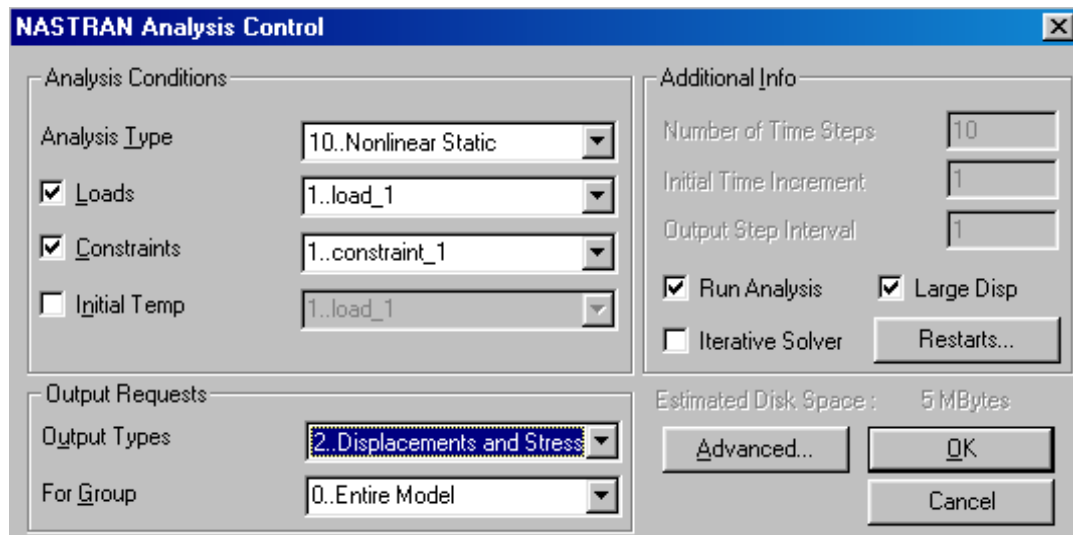 NASTRAN Analysis Control
Analysis Conditions
Analysis Type
10..Nonlinear Static
Loads
1..load_1
Constraints
1..constraint_1
Initial Temp
1..load_1
Output Requests
Output Types
2..Displacements and Stress
For Group
0..Entire Model
Additional Info
Number of Time Steps
10
Initial Time Increment
1
Output Step Interval
1
Run Analysis
Large Disp
Iterative Solver
Restarts...
Estimated Disk Space :
5 MBytes
Advanced...
OK
Cancel